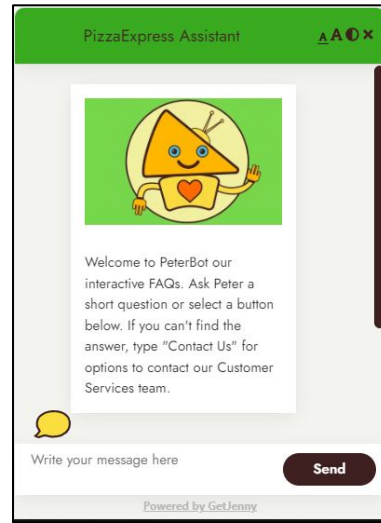 PizzaExpress Assistant A A
Welcome to PeterBot our
interactive FAQs. Ask Peter a
short question or select a button
below. If you can't find the
answer, type "Contact Us" for
options to contact our Customer
Services team.
Write your message here
Send
Powered by GetJenny